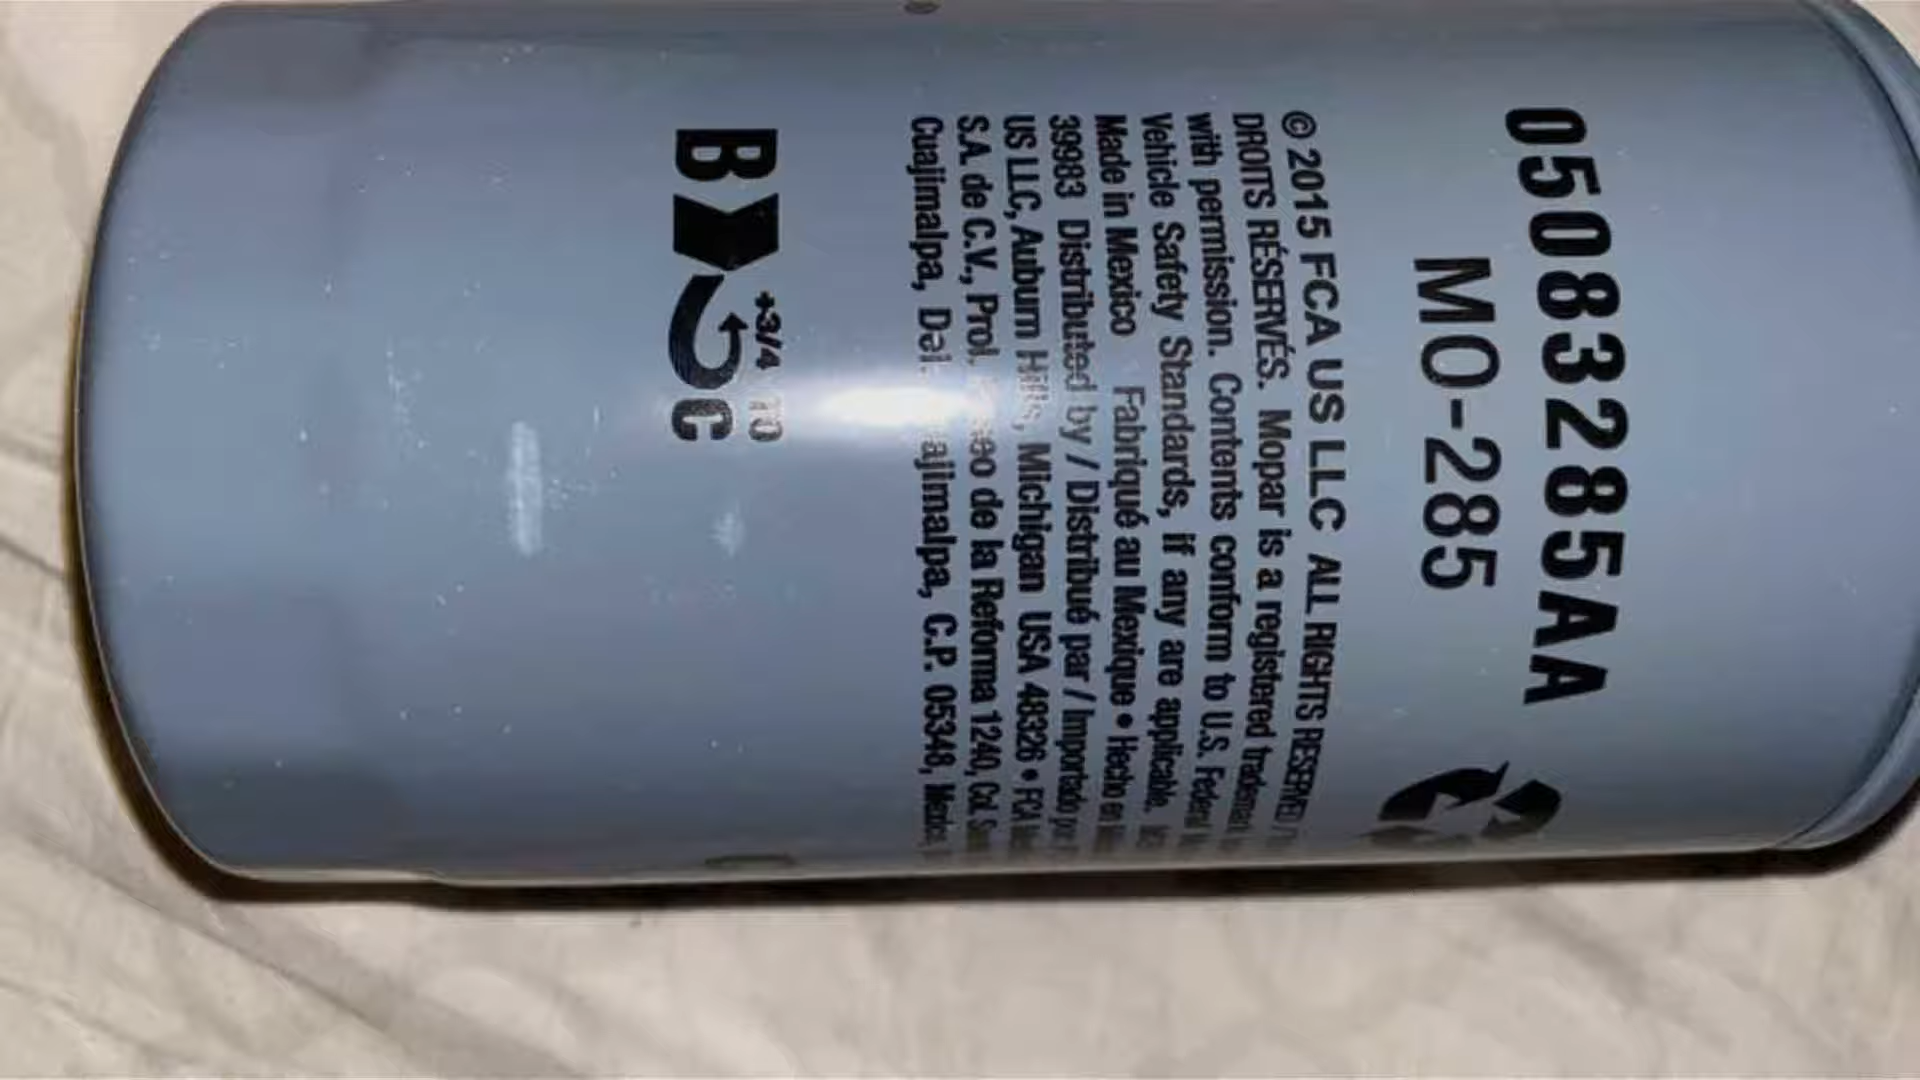 05083285AA
MO-285
© 2015 FCA US LLC ALL RIGHTS RESERVED /
DROITS RÉSERVÉS. Mopar is a registered trademark
with permission. Contents conform to U.S. Federal
Vehicle Safety Standards, if any are applicable.
Made in Mexico Fabriqué au Mexique • Hecho en
39983 Distributed by / Distribué par / Importado por:
US LLC, Auburn Hills, Michigan USA 48326 • FCA
S.A. de C.V., Prol. de la Reforma 1240, Col.
Cuajimalpa, Del. C.P. 05348,
+3/4 TO
B C